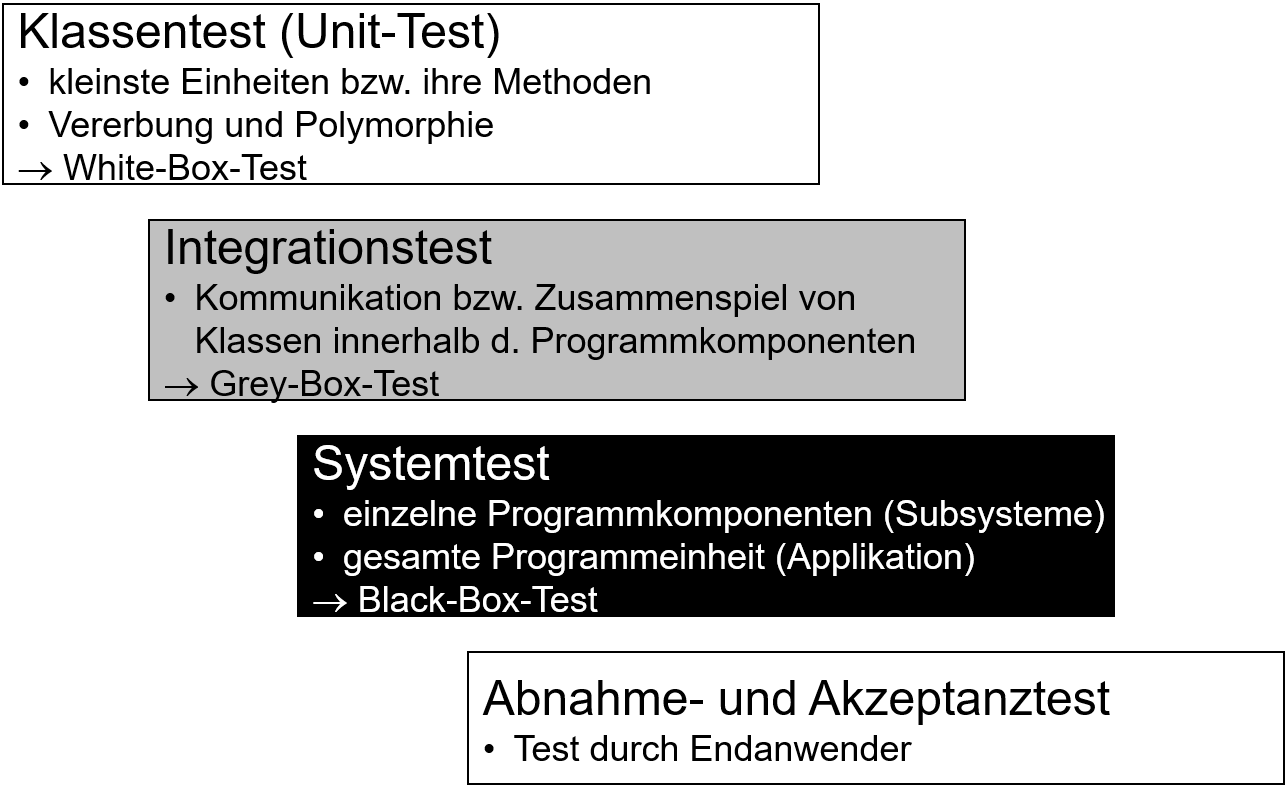 Klassentest (Unit-Test)
• kleinste Einheiten bzw. ihre Methoden
• Vererbung und Polymorphie
→ White-Box-Test
Integrationstest
• Kommunikation bzw. Zusammenspiel von
Klassen innerhalb d. Programmkomponenten
→ Grey-Box-Test
Systemtest
• einzelne Programmkomponenten (Subsysteme)
• gesamte Programmeinheit (Applikation)
→ Black-Box-Test
Abnahme- und Akzeptanztest
• Test durch Endanwender